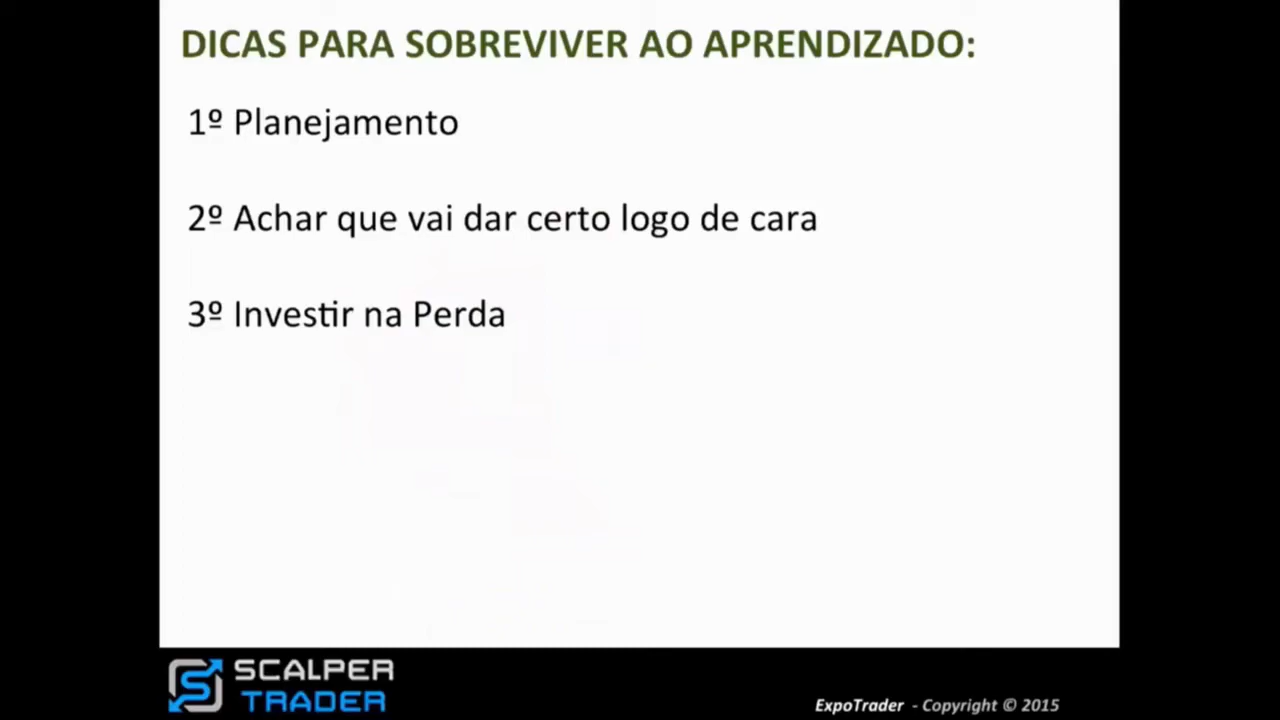 DICAS PARA SOBREVIVER AO APRENDIZADO:
1º Planejamento
2º Achar que vai dar certo logo de cara
3º Investir na Perda
SCALPER
TRADER
ExpoTrader - Copyright © 2015